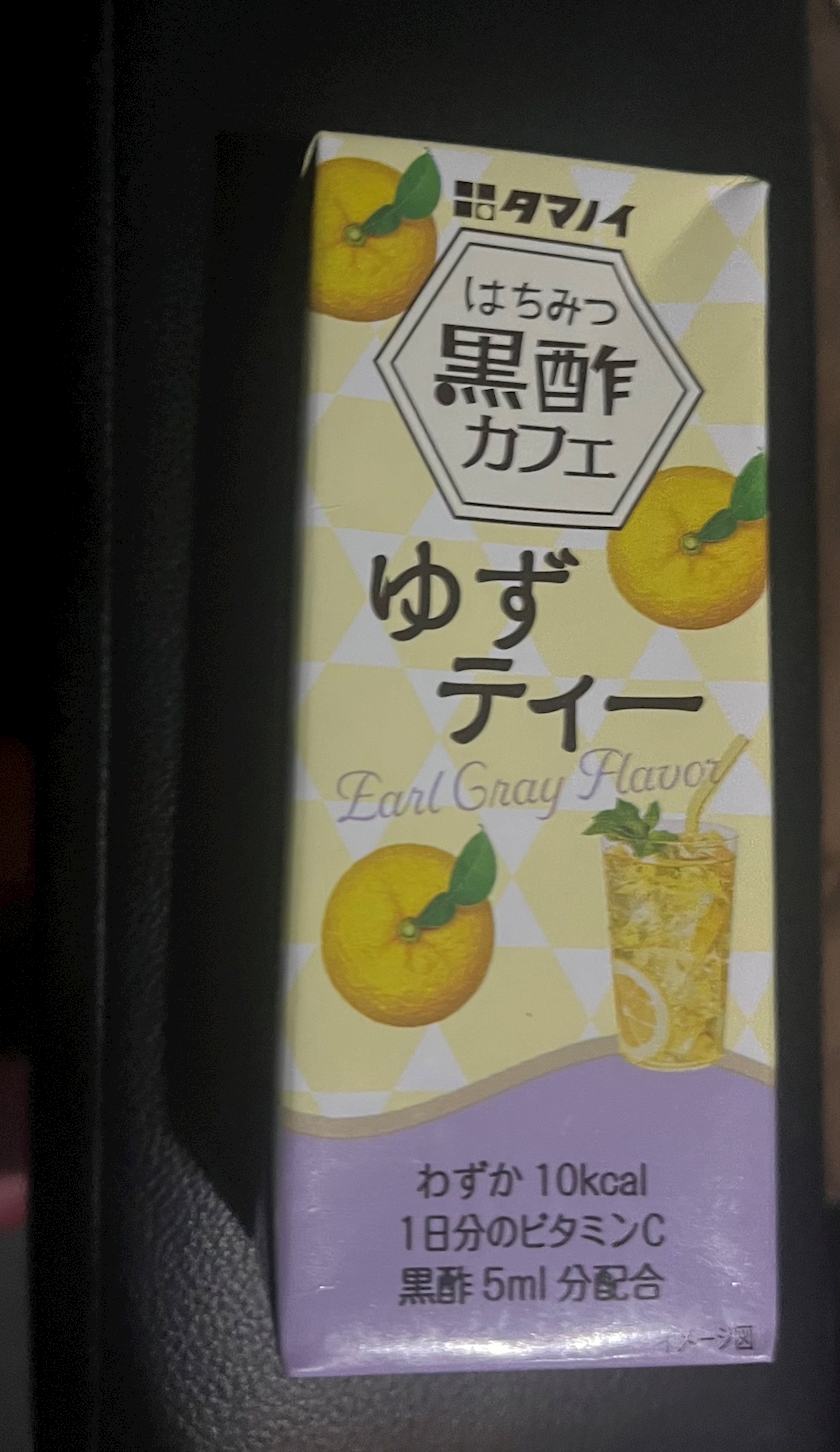 タマノイ
はちみつ
黒酢
カフェ
ゆず
ティー
Earl Gray Flavor
わずか 10kcal
1日分のビタミンC
黒酢 5ml 分配合
イメージ図